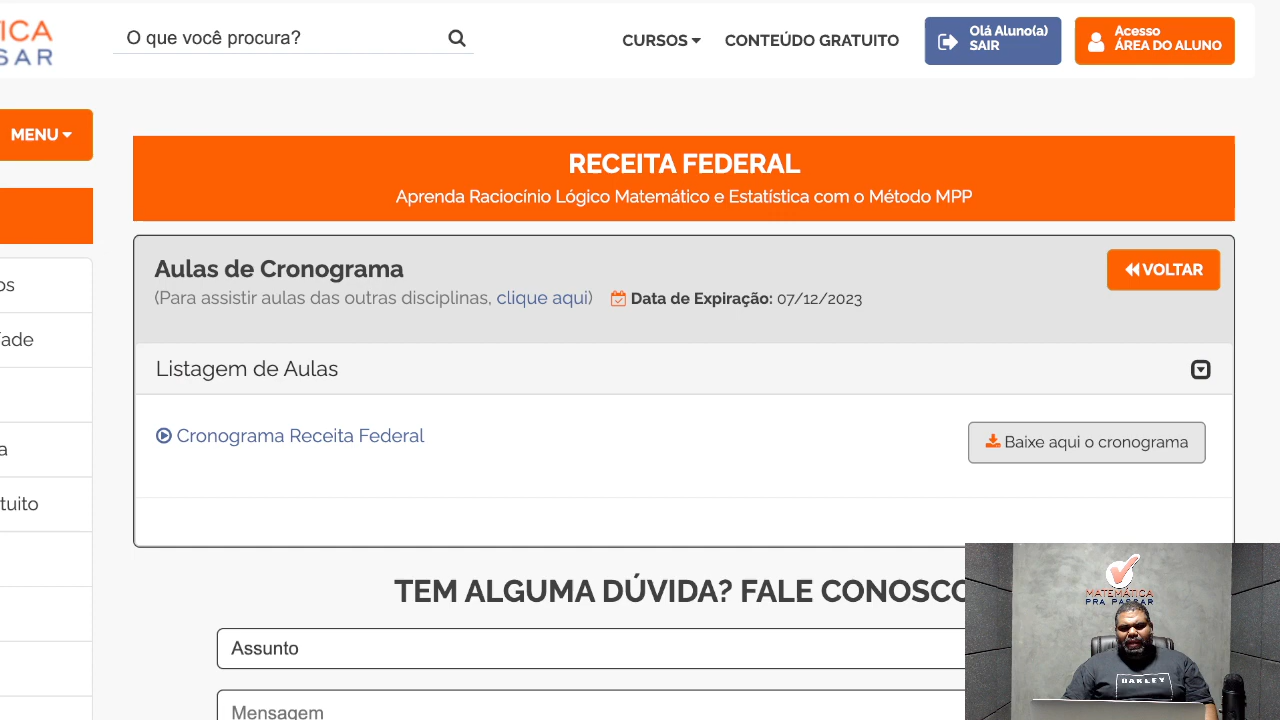 TICA
SSAR
O que você procura?
CURSOS
CONTEÚDO GRATUITO
Olá Aluno(a)
SAIR
Acesso
ÁREA DO ALUNO
MENU
RECEITA FEDERAL
Aprenda Raciocínio Lógico Matemático e Estatística com o Método MPP
os
ade
a
tuito
Aulas de Cronograma
VOLTAR
(Para assistir aulas das outras disciplinas, clique aqui)
Data de Expiração: 07/12/2023
Listagem de Aulas
Cronograma Receita Federal
Baixe aqui o cronograma
TEM ALGUMA DÚVIDA? FALE CONOSCO
Assunto
Mensagem
MATEMÁTICA
PRA PASSAR
OAKLEY